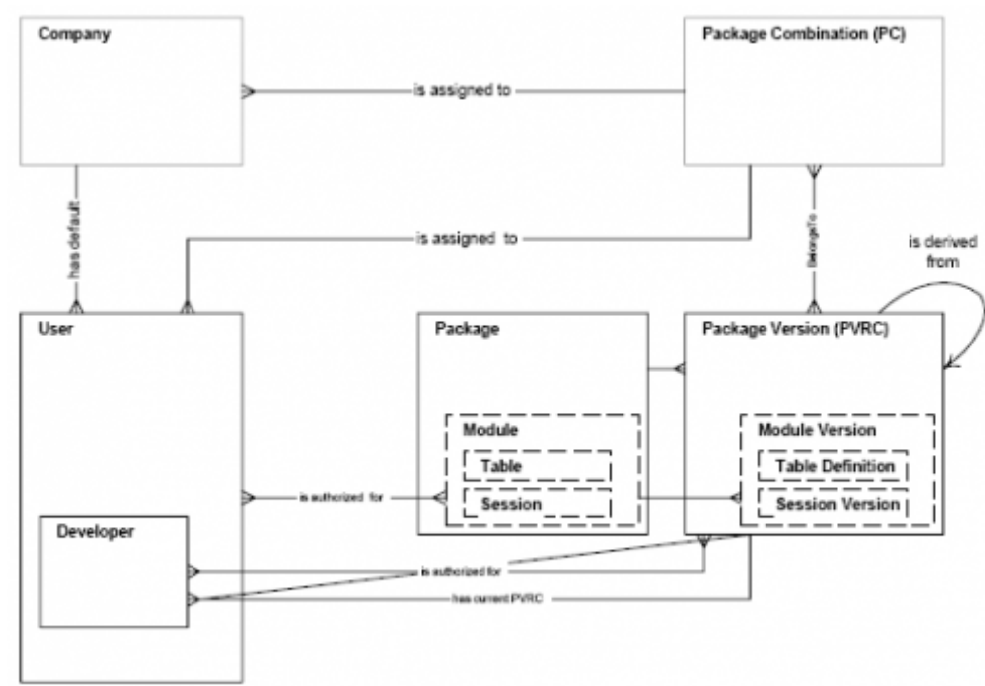 Company
Package Combination (PC)
is assigned to
has default
is assigned to
BelongsTo
is derived
from
User
Package
Package Version (PVRC)
Module
Module Version
Table
Table Definition
is authorized for
Session
Session Version
Developer
is authorized for
has current PVRC